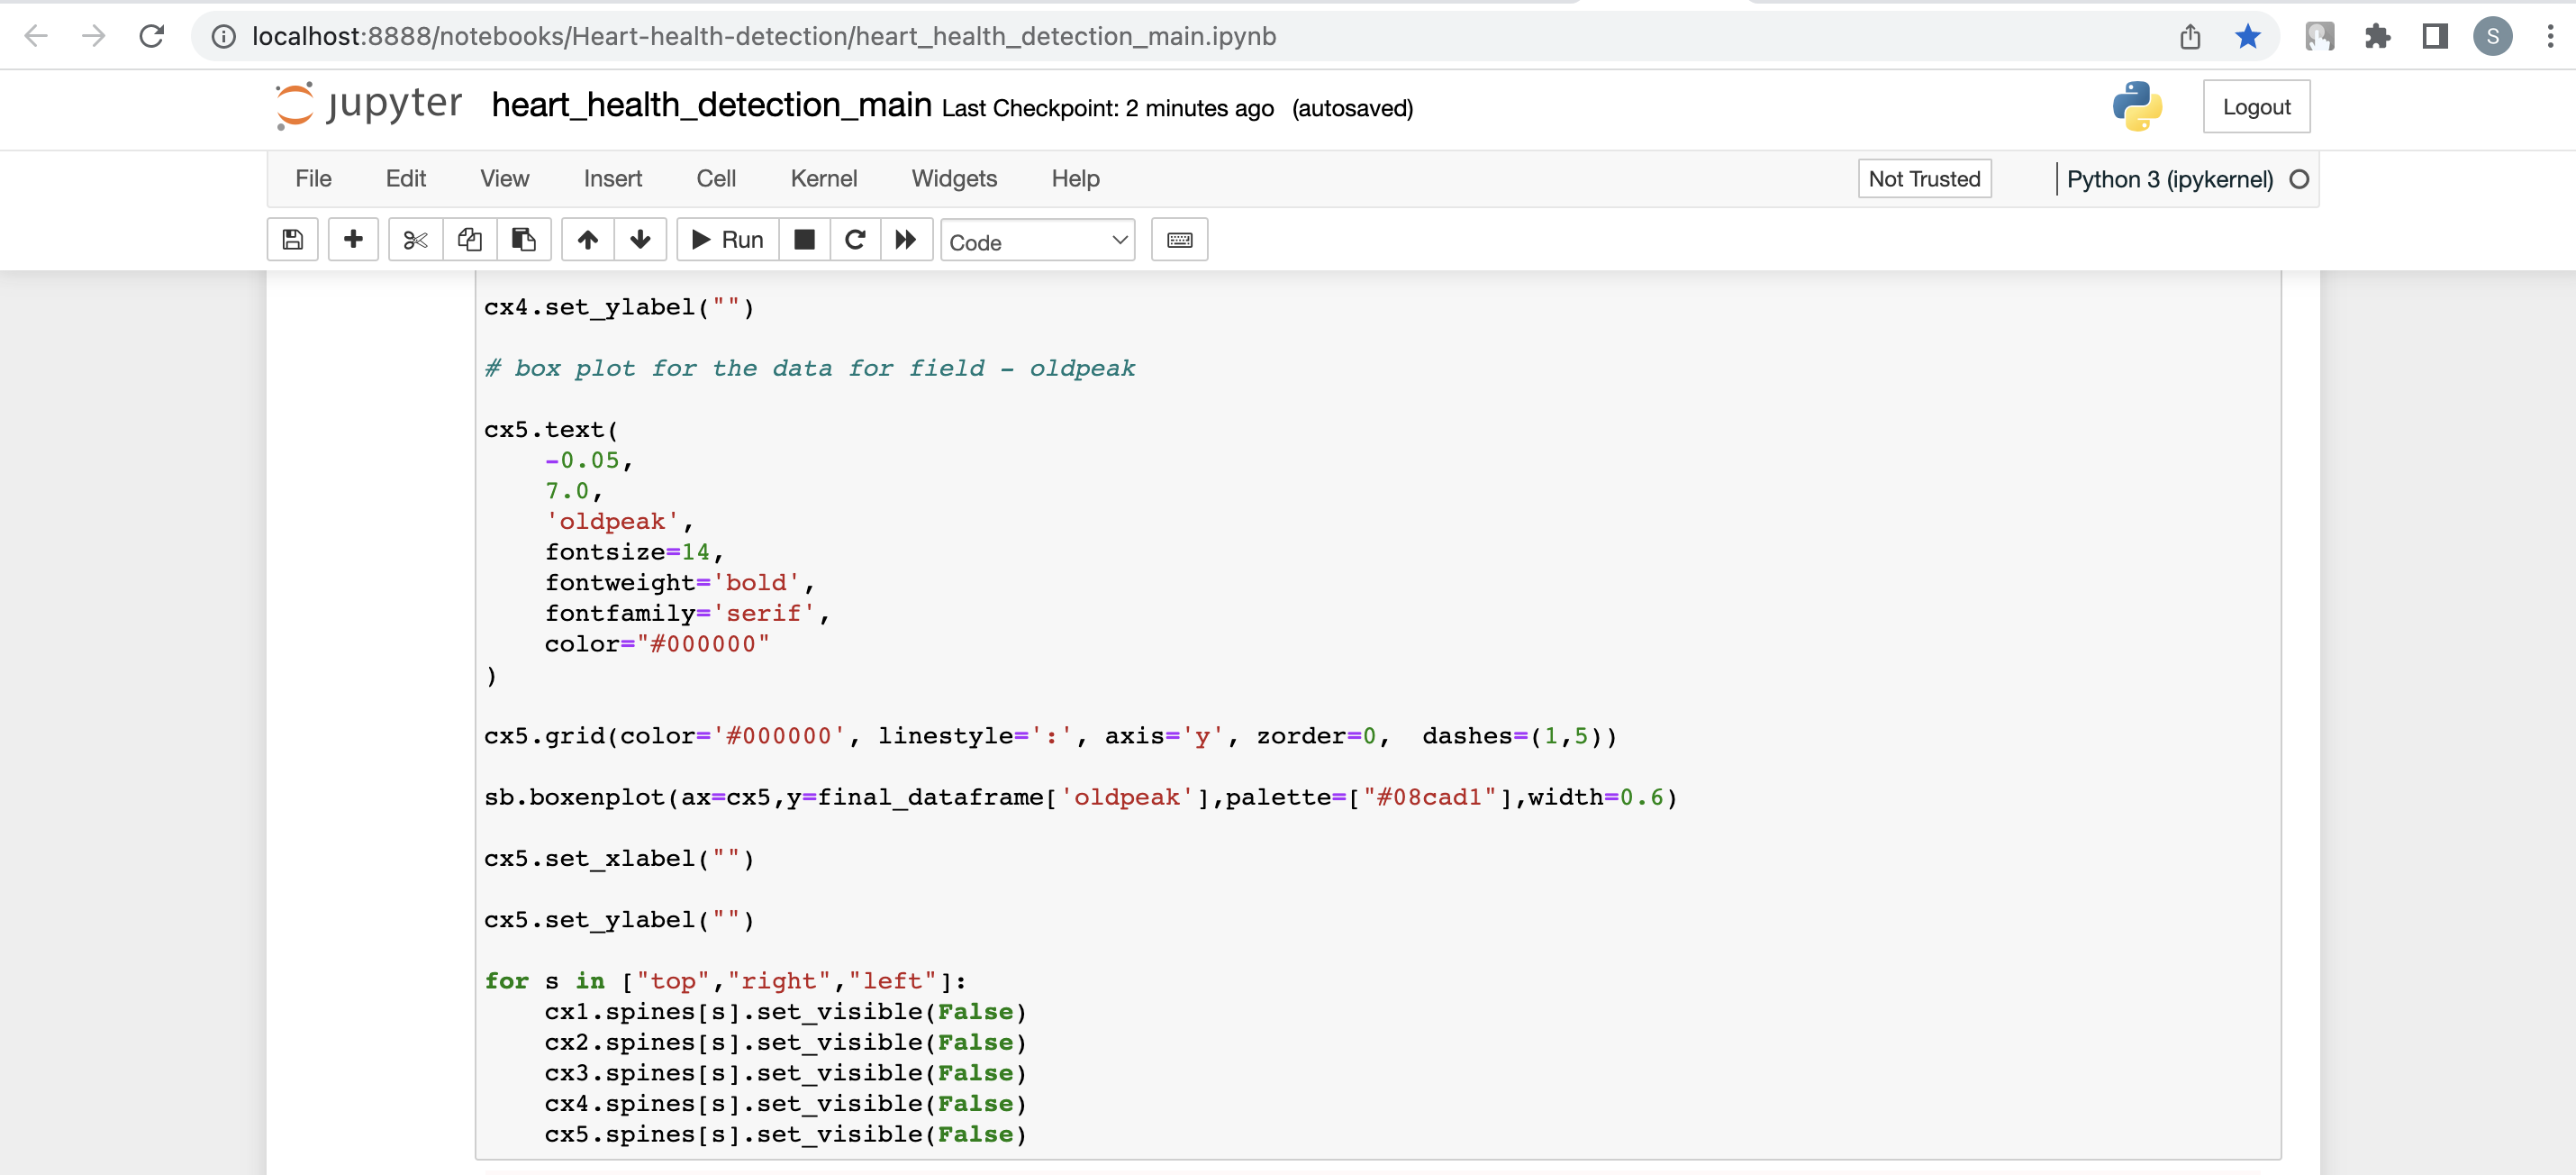 localhost:8888/notebooks/Heart-health-detection/heart_health_detection_main.ipynb
S
jupyter heart_health_detection_main Last Checkpoint: 2 minutes ago (autosaved)
Logout
File Edit View Insert Cell Kernel Widgets Help
Not Trusted
Python 3 (ipykernel)
Run
Code
cx4.set_ylabel("")
# box plot for the data for field - oldpeak
cx5.text(
    -0.05,
    7.0,
    'oldpeak',
    fontsize=14,
    fontweight='bold',
    fontfamily='serif',
    color="#000000"
)
cx5.grid(color='#000000', linestyle=':', axis='y', zorder=0,  dashes=(1,5))
sb.boxenplot(ax=cx5,y=final_dataframe['oldpeak'],palette=["#08cad1"],width=0.6)
cx5.set_xlabel("")
cx5.set_ylabel("")
for s in ["top","right","left"]:
    cx1.spines[s].set_visible(False)
    cx2.spines[s].set_visible(False)
    cx3.spines[s].set_visible(False)
    cx4.spines[s].set_visible(False)
    cx5.spines[s].set_visible(False)